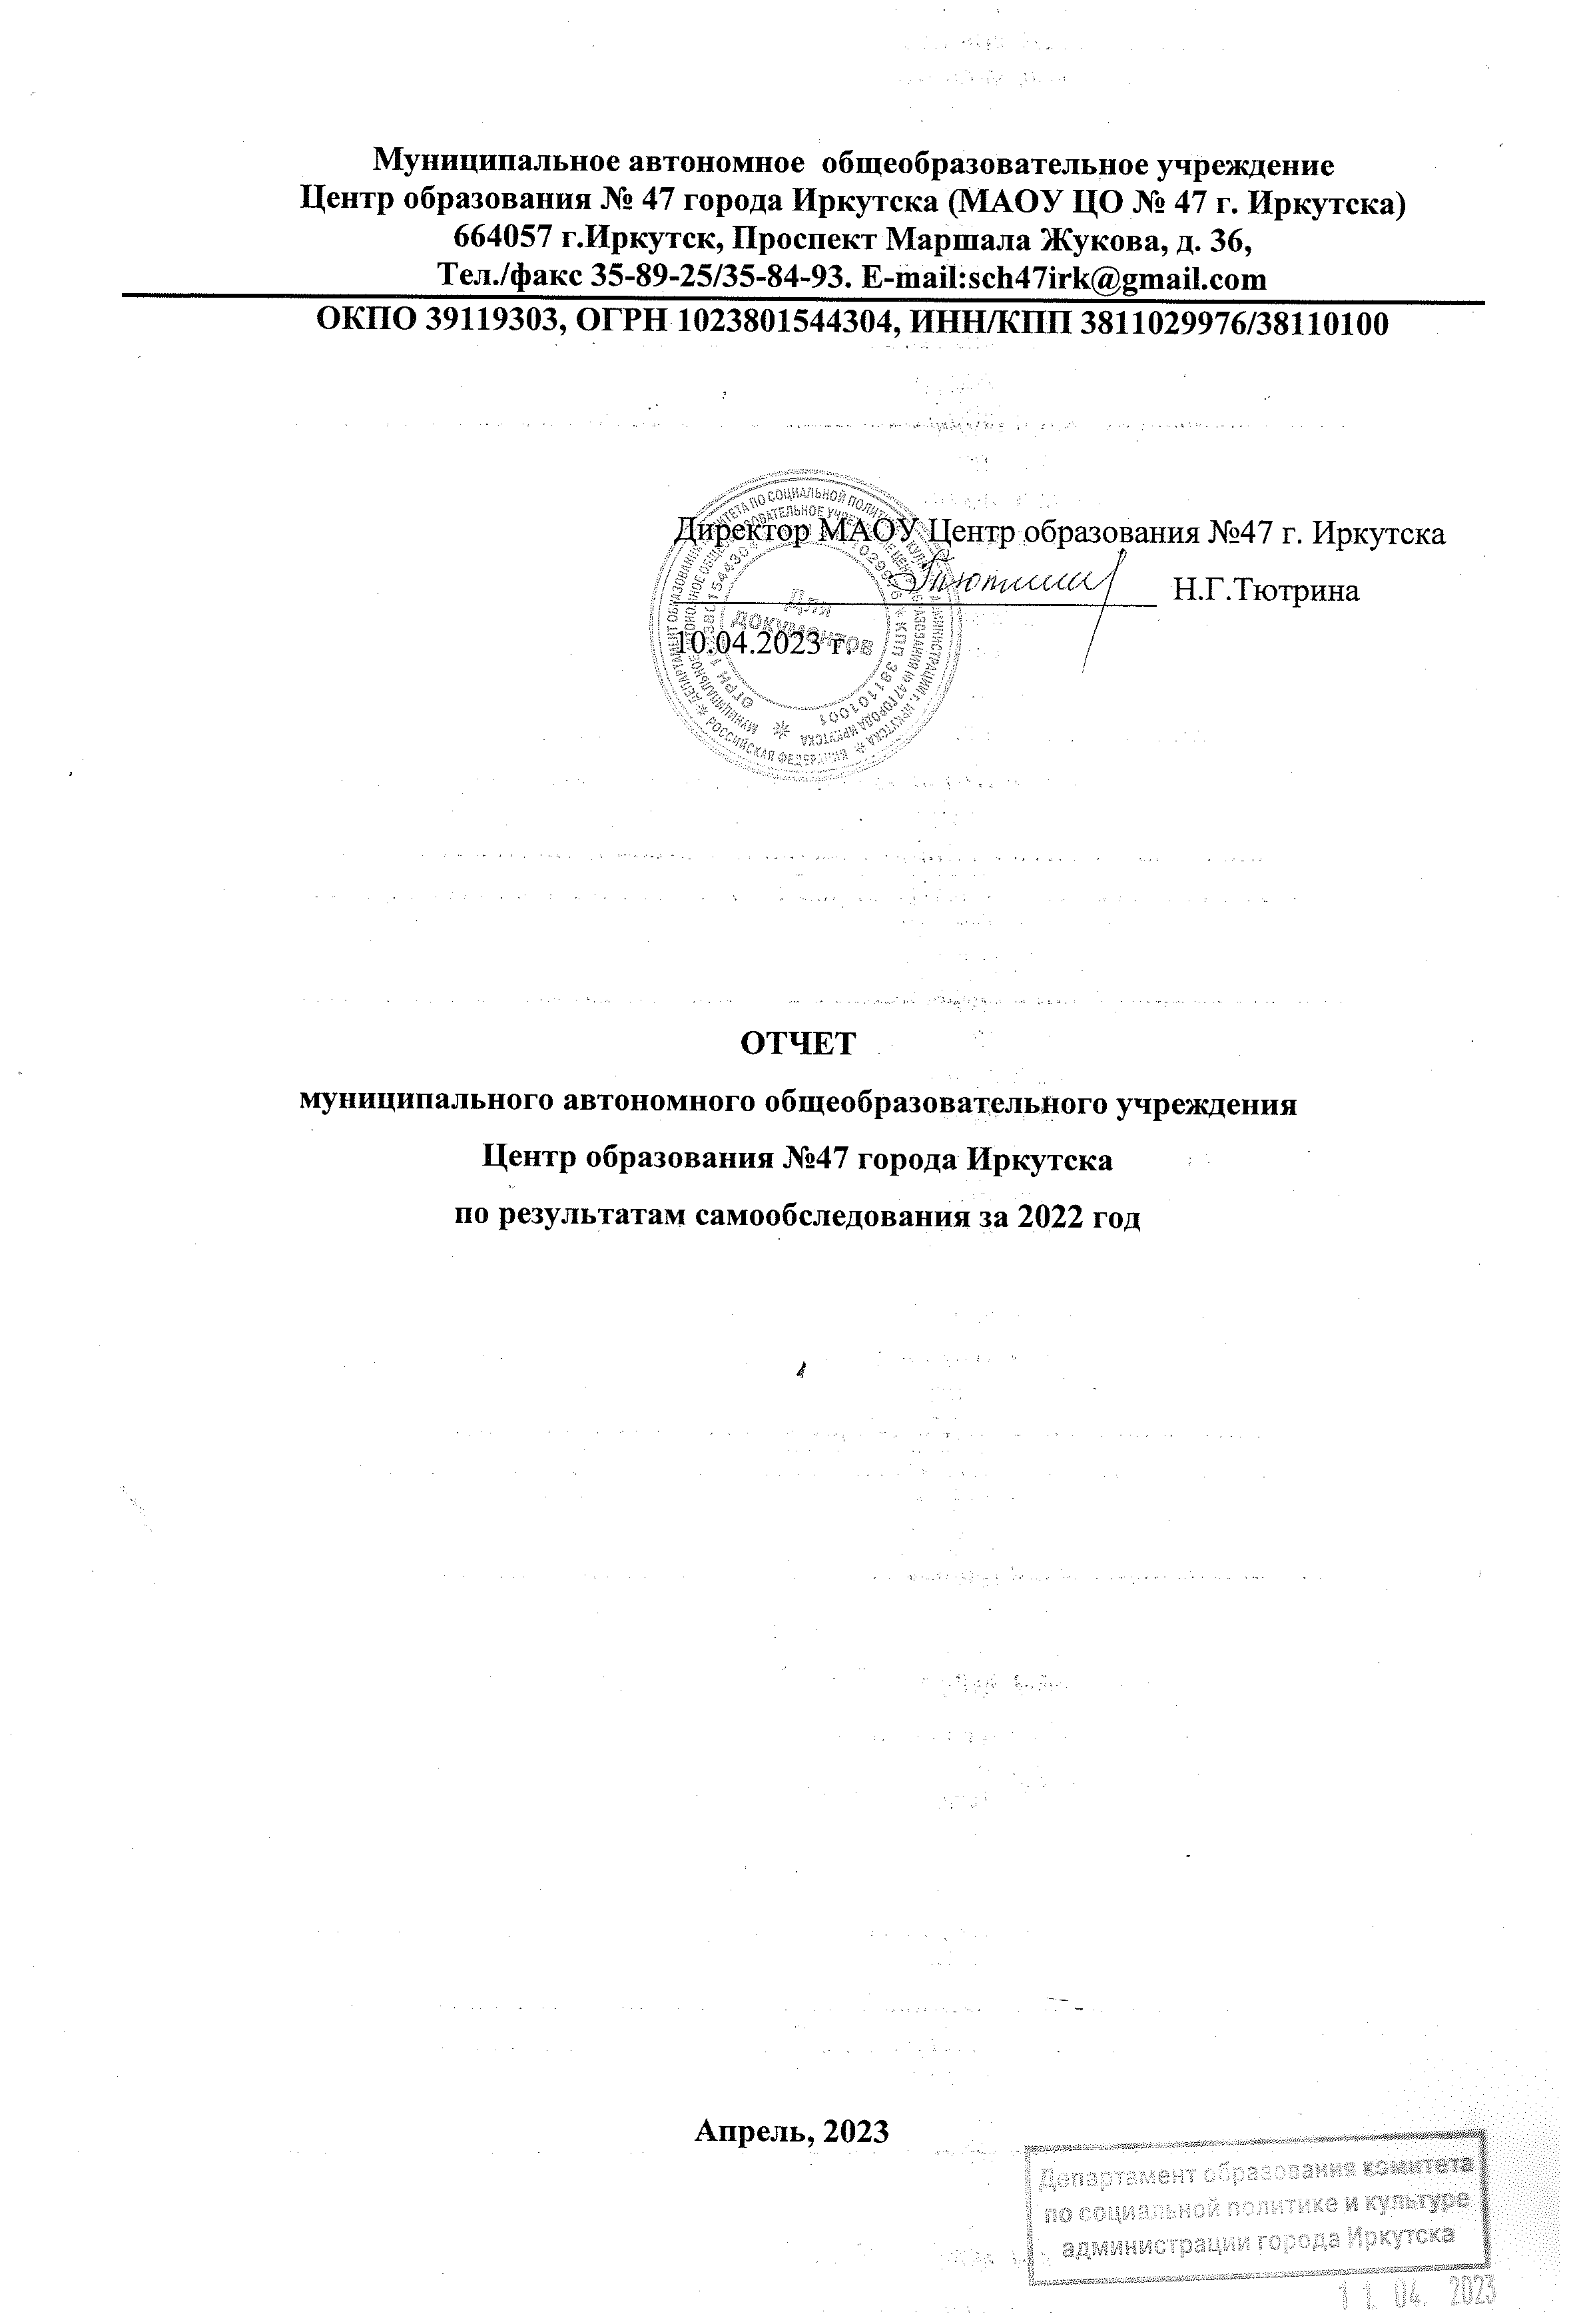 Муниципальное автономное общеобразовательное учреждение
Центр образования № 47 города Иркутска (МАОУ ЦО № 47 г. Иркутска)
664057 г.Иркутск, Проспект Маршала Жукова, д. 36,
Тел./факс 35-89-25/35-84-93. E-mail:sch47irk@gmail.com
ОКПО 39119303, ОГРН 1023801544304, ИНН/КПП 3811029976/38110100
Директор МАОУ Центр образования №47 г. Иркутска
Н.Г.Тютрина
Для
документов
10.04.2023 г.
РОССИЙСКАЯ ФЕДЕРАЦИЯ
ОТЧЕТ
муниципального автономного общеобразовательного учреждения
Центр образования №47 города Иркутска
по результатам самообследования за 2022 год
Апрель, 2023
Департамент образования комитета
по социальной политике и культуре
администрации города Иркутска
11. 04. 2023